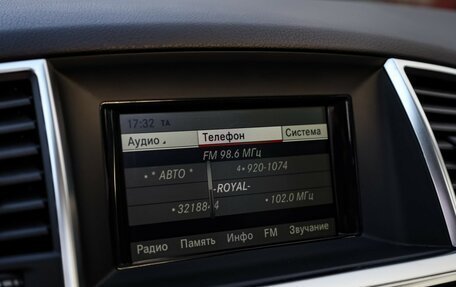 17:32 TA
Аудио Телефон Система
FM 98.6 МГц
• * АВТО * 4•920-1074
-ROYAL-
•32188 4 •102.0 МГц
Радио Память Инфо FM Звучание